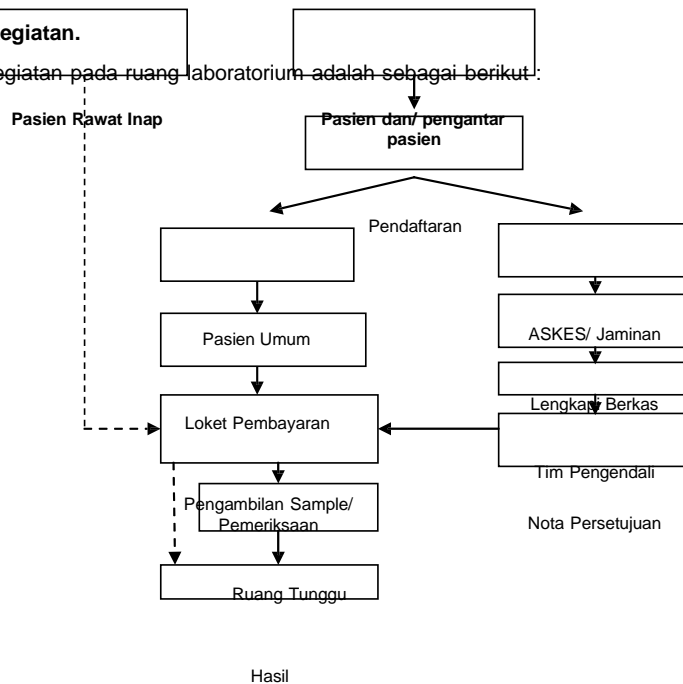 egiatan.
egiatan pada ruang laboratorium adalah sebagai berikut :
Pasien Rawat Inap
Pasien dan/ pengantar
pasien
Pendaftaran
Pasien Umum
ASKES/ Jaminan
Lengkapi Berkas
Loket Pembayaran
Tim Pengendali
Pengambilan Sample/
Pemeriksaan
Nota Persetujuan
Ruang Tunggu
Hasil